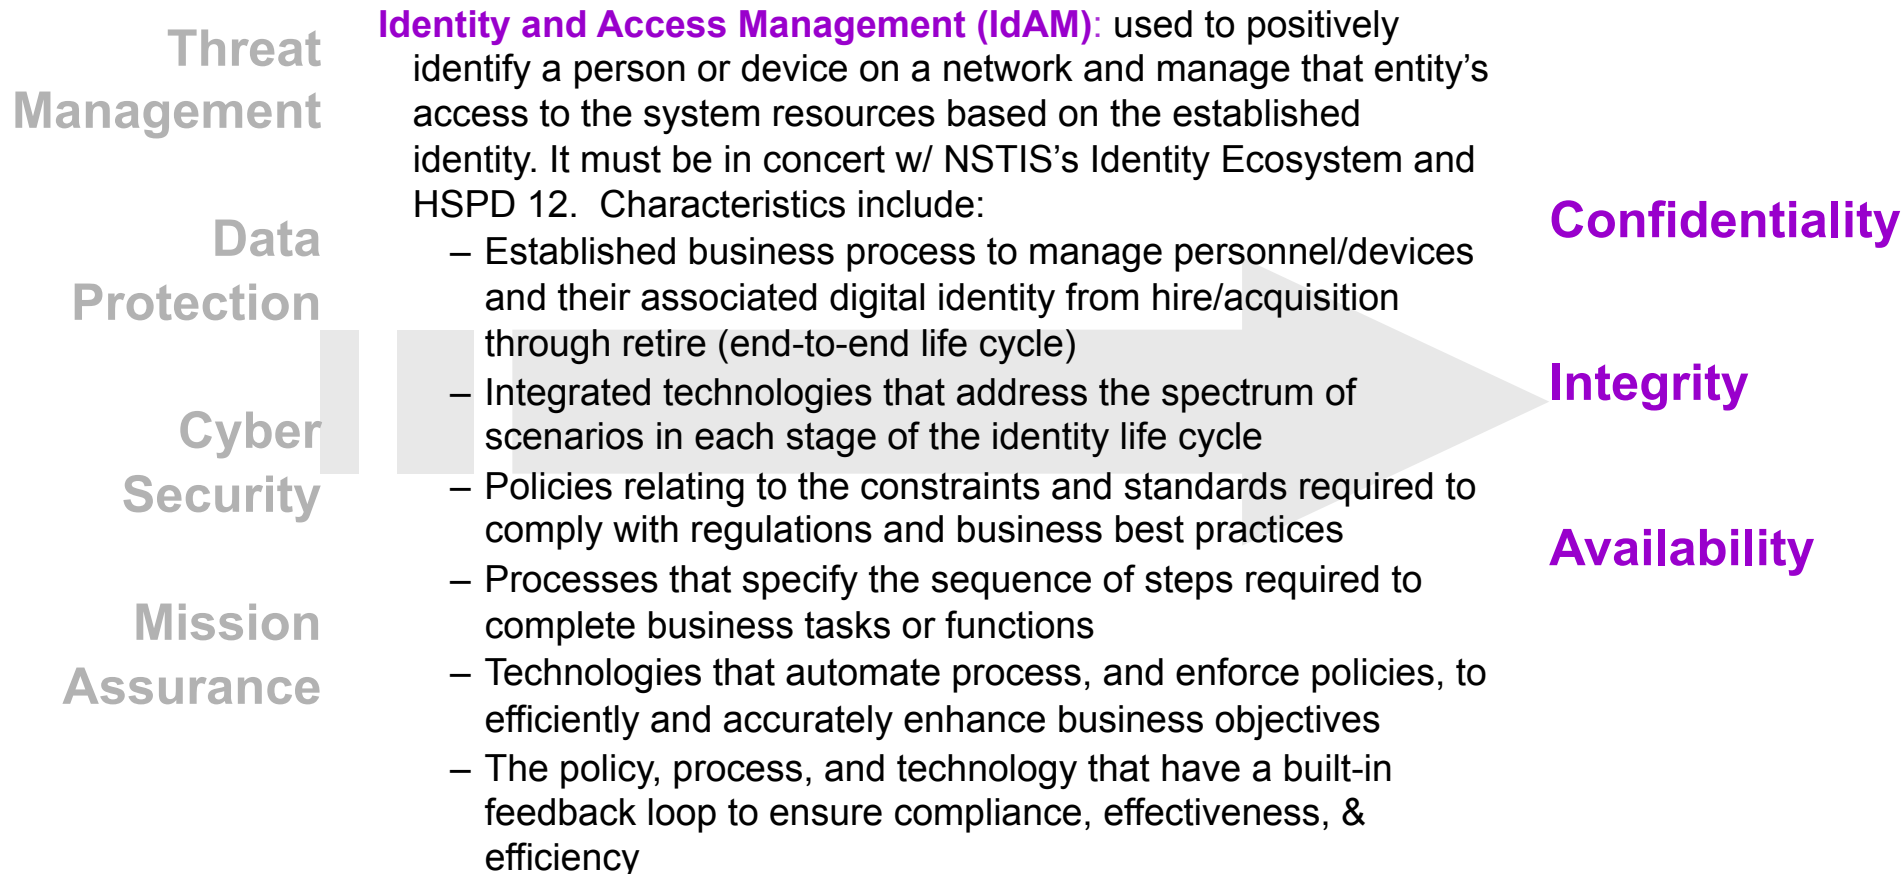 Threat
Management
Data
Protection
Cyber
Security
Mission
Assurance
Identity and Access Management (IdAM): used to positively
identify a person or device on a network and manage that entity’s
access to the system resources based on the established
identity. It must be in concert w/ NSTIS’s Identity Ecosystem and
HSPD 12.  Characteristics include:
– Established business process to manage personnel/devices
and their associated digital identity from hire/acquisition
through retire (end-to-end life cycle)
– Integrated technologies that address the spectrum of
scenarios in each stage of the identity life cycle
– Policies relating to the constraints and standards required to
comply with regulations and business best practices
– Processes that specify the sequence of steps required to
complete business tasks or functions
– Technologies that automate process, and enforce policies, to
efficiently and accurately enhance business objectives
– The policy, process, and technology that have a built-in
feedback loop to ensure compliance, effectiveness, &
efficiency
Confidentiality
Integrity
Availability